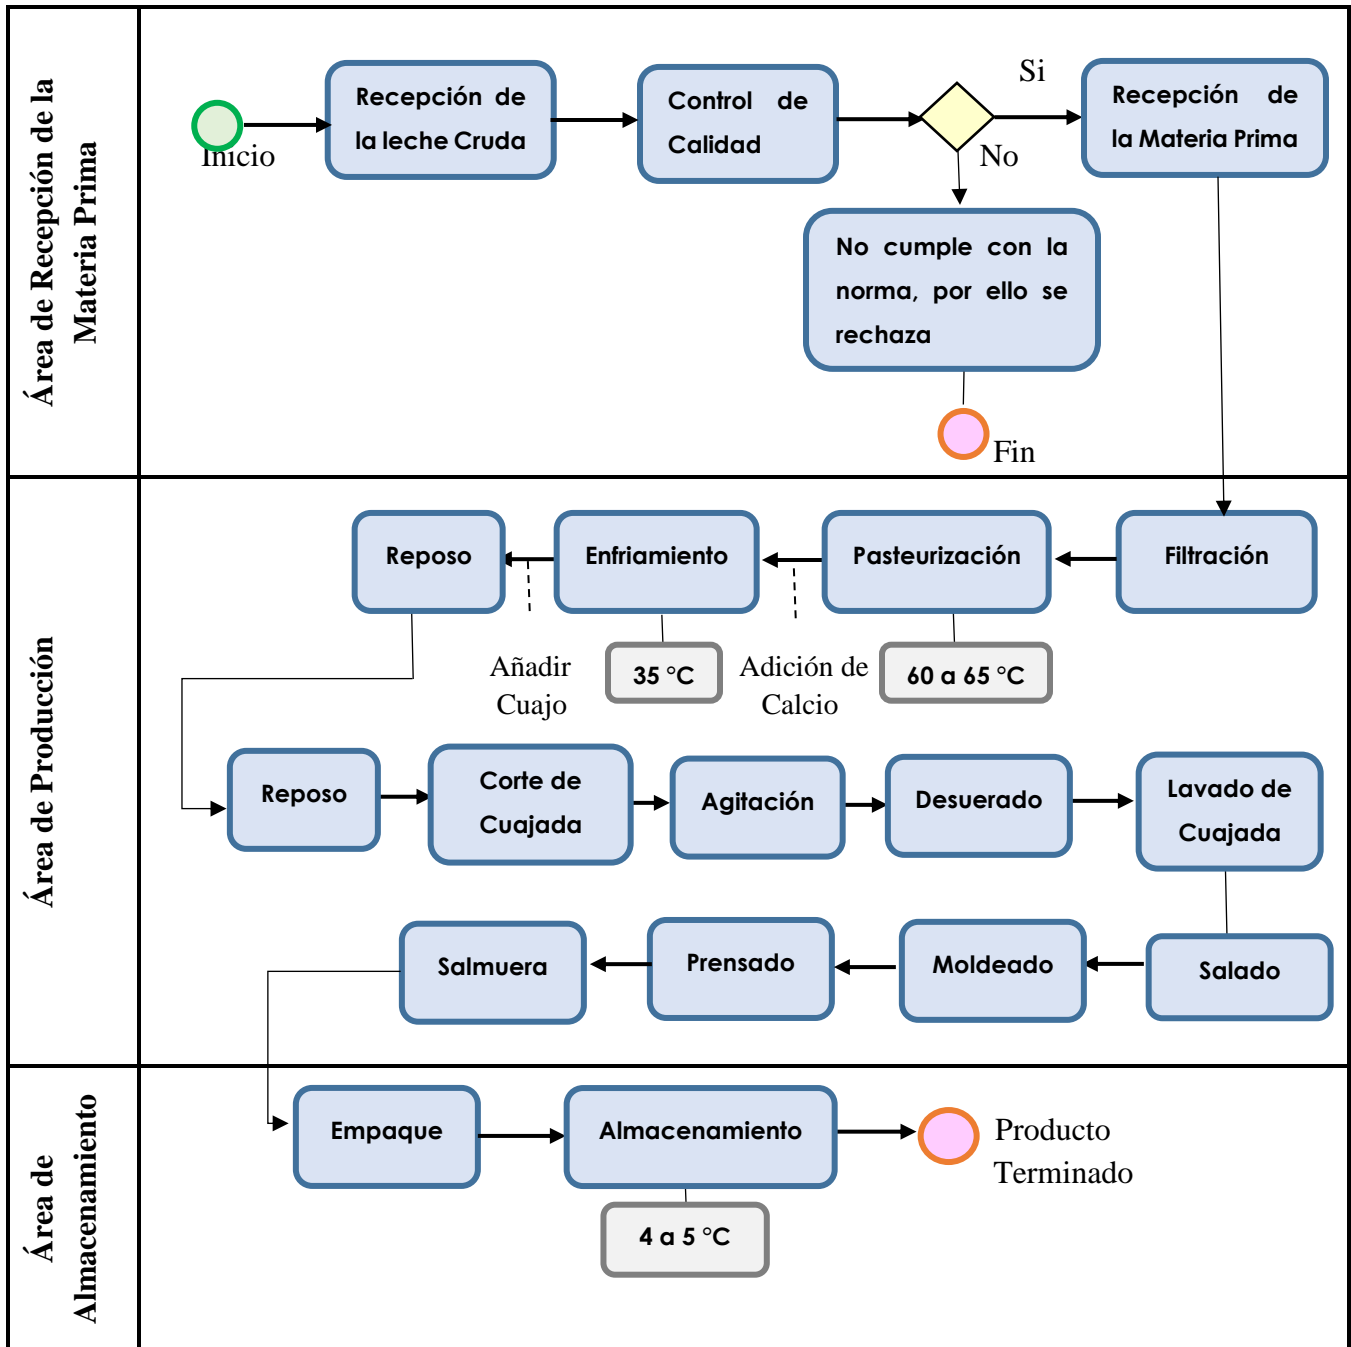 Área de Recepción de la
Materia Prima
Inicio
Recepción de
la leche Cruda
Control de
Calidad
Si
No
Recepción de
la Materia Prima
No cumple con la
norma, por ello se
rechaza
Fin
Área de Producción
Reposo
Enfriamiento
Pasteurización
Filtración
Añadir
Cuajo
35 °C
Adición de
Calcio
60 a 65 °C
Reposo
Corte de
Cuajada
Agitación
Desuerado
Lavado de
Cuajada
Salmuera
Prensado
Moldeado
Salado
Área de
Almacenamiento
Empaque
Almacenamiento
Producto
Terminado
4 a 5 °C